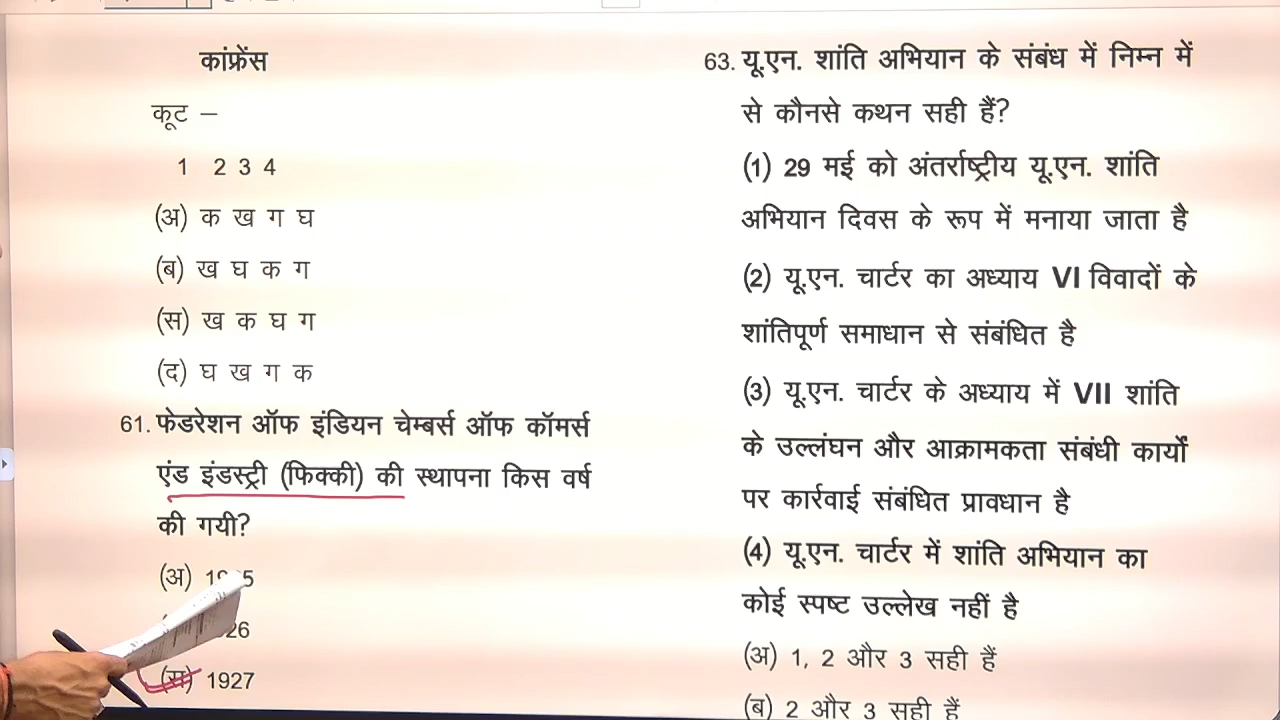 कांफ्रेंस
कूट –
1 2 3 4
(अ) क ख ग घ
(ब) ख घ क ग
(स) ख क घ ग
(द) घ ख ग क
61. फेडरेशन ऑफ इंडियन चेम्बर्स ऑफ कॉमर्स
एंड इंडस्ट्री (फिक्की) की स्थापना किस वर्ष
की गयी?
(अ)
(स) 1927
63. यू.एन. शांति अभियान के संबंध में निम्न में
से कौनसे कथन सही हैं?
(1) 29 मई को अंतर्राष्ट्रीय यू.एन. शांति
अभियान दिवस के रूप में मनाया जाता है
(2) यू.एन. चार्टर का अध्याय VI विवादों के
शांतिपूर्ण समाधान से संबंधित है
(3) यू.एन. चार्टर के अध्याय में VII शांति
के उल्लंघन और आक्रामकता संबंधी कार्यों
पर कार्रवाई संबंधित प्रावधान है
(4) यू.एन. चार्टर में शांति अभियान का
कोई स्पष्ट उल्लेख नहीं है
(अ) 1, 2 और 3 सही हैं
(ब) 2 और 3 सही हैं